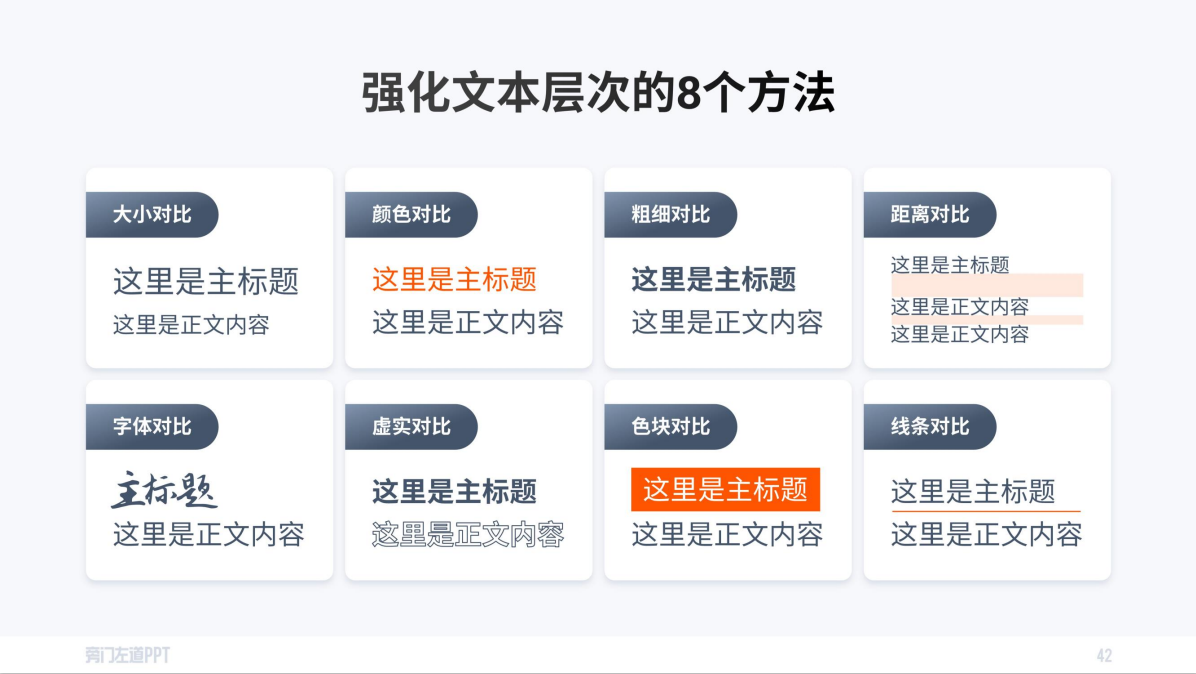 强化文本层次的8个方法
大小对比
这里是主标题
这里是正文内容
颜色对比
这里是主标题
这里是正文内容
粗细对比
这里是主标题
这里是正文内容
距离对比
这里是主标题
这里是正文内容
这里是正文内容
字体对比
主标题
这里是正文内容
虚实对比
这里是主标题
这里是正文内容
色块对比
这里是主标题
这里是正文内容
线条对比
这里是主标题
这里是正文内容
旁门左道PPT
42